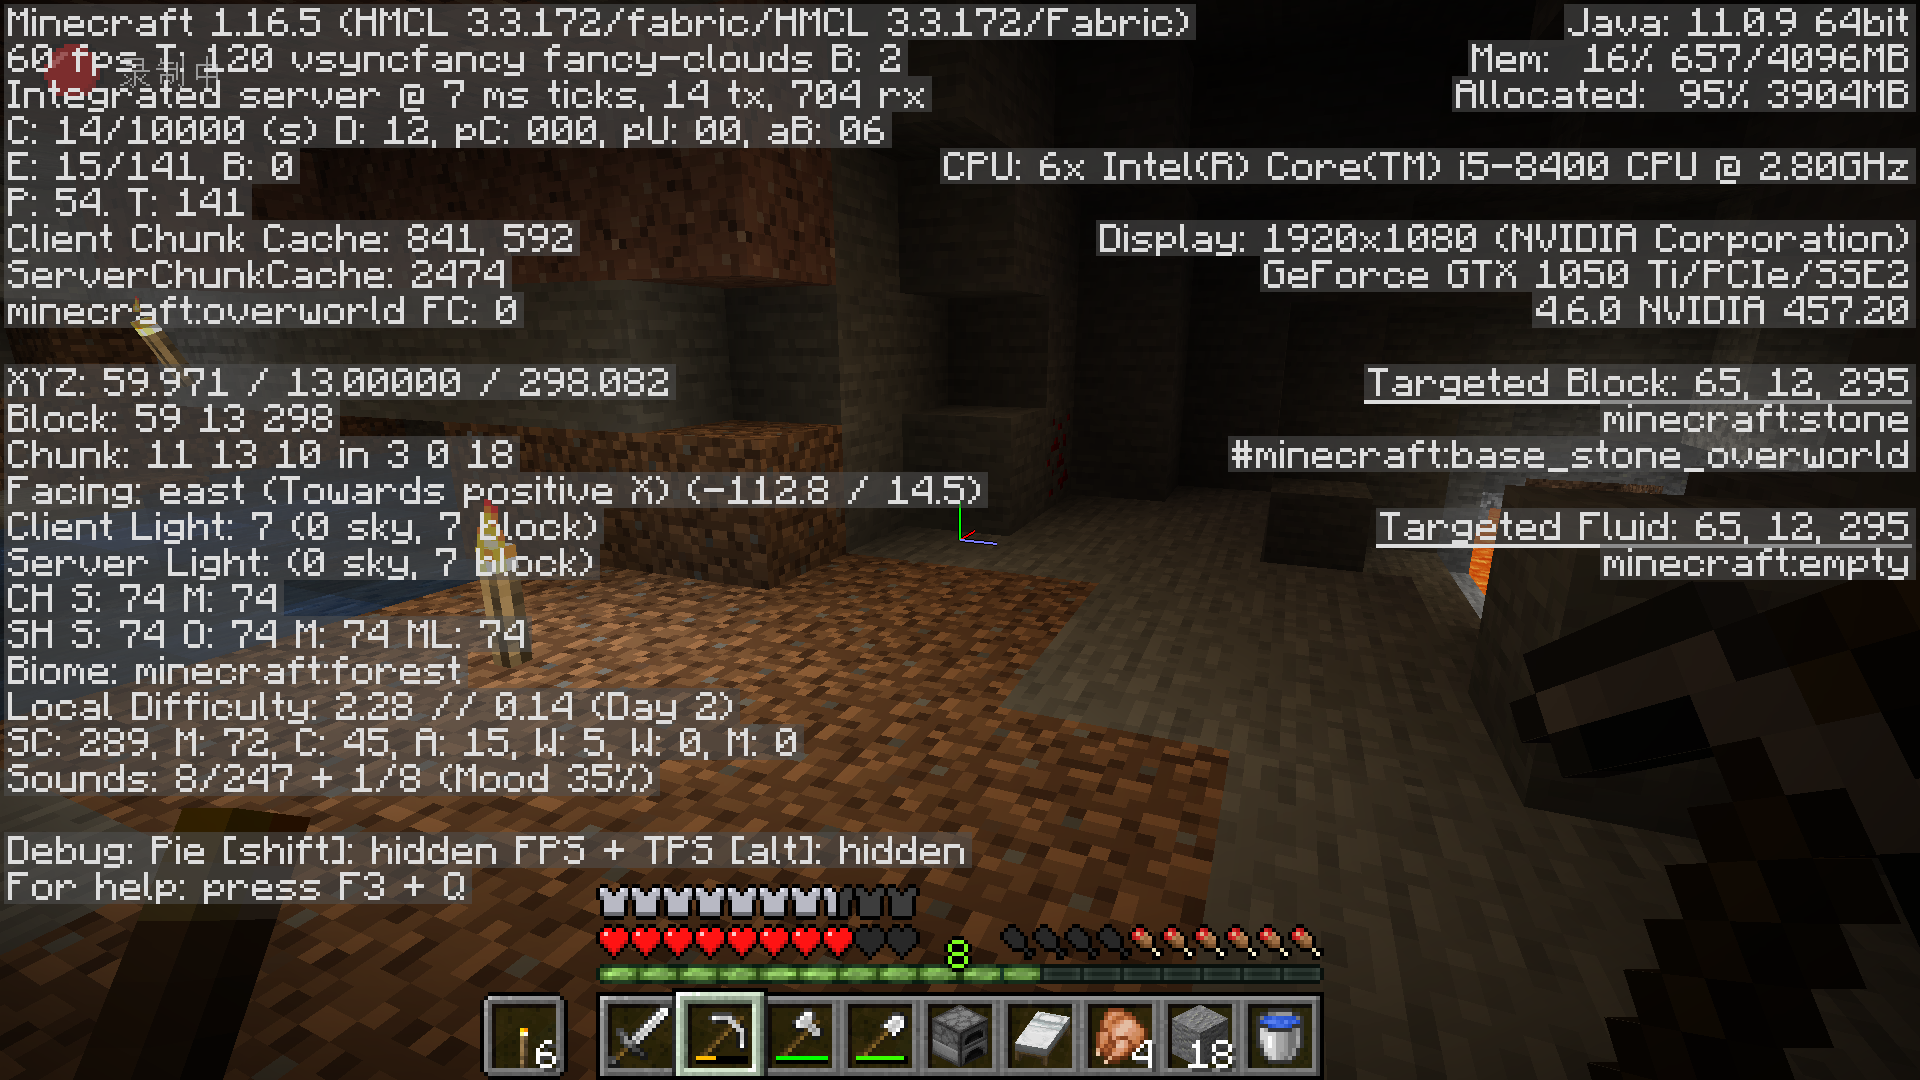 Minecraft 1.16.5 (HMCL 3.3.172/fabric/HMCL 3.3.172/Fabric)
60 fps T: 120 vsyncfancy fancy-clouds B: 2
录制中
Integrated server @ 7 ms ticks, 14 tx, 704 rx
C: 14/10000 (s) D: 12, pC: 000, pU: 00, aB: 06
E: 15/141, B: 0
P: 54. T: 141
Client Chunk Cache: 841, 592
ServerChunkCache: 2474
minecraft:overworld FC: 0
XYZ: 59.971 / 13.00000 / 298.082
Block: 59 13 298
Chunk: 11 13 10 in 3 0 18
Facing: east (Towards positive X) (-112.8 / 14.5)
Client Light: 7 (0 sky, 7 block)
Server Light: (0 sky, 7 block)
CH S: 74 M: 74
SH S: 74 O: 74 M: 74 ML: 74
Biome: minecraft:forest
Local Difficulty: 2.28 // 0.14 (Day 2)
SC: 289, M: 72, C: 45, A: 15, W: 5, W: 0, M: 0
Sounds: 8/247 + 1/8 (Mood 35%)
Debug: Pie [shift]: hidden FPS + TPS [alt]: hidden
For help: press F3 + Q
Java: 11.0.9 64bit
Mem: 16% 657/4096MB
Allocated: 95% 3904MB
CPU: 6x Intel(R) Core(TM) i5-8400 CPU @ 2.80GHz
Display: 1920x1080 (NVIDIA Corporation)
GeForce GTX 1050 Ti/PCIe/SSE2
4.6.0 NVIDIA 457.20
Targeted Block: 65, 12, 295
minecraft:stone
#minecraft:base_stone_overworld
Targeted Fluid: 65, 12, 295
minecraft:empty
8
6
4
18